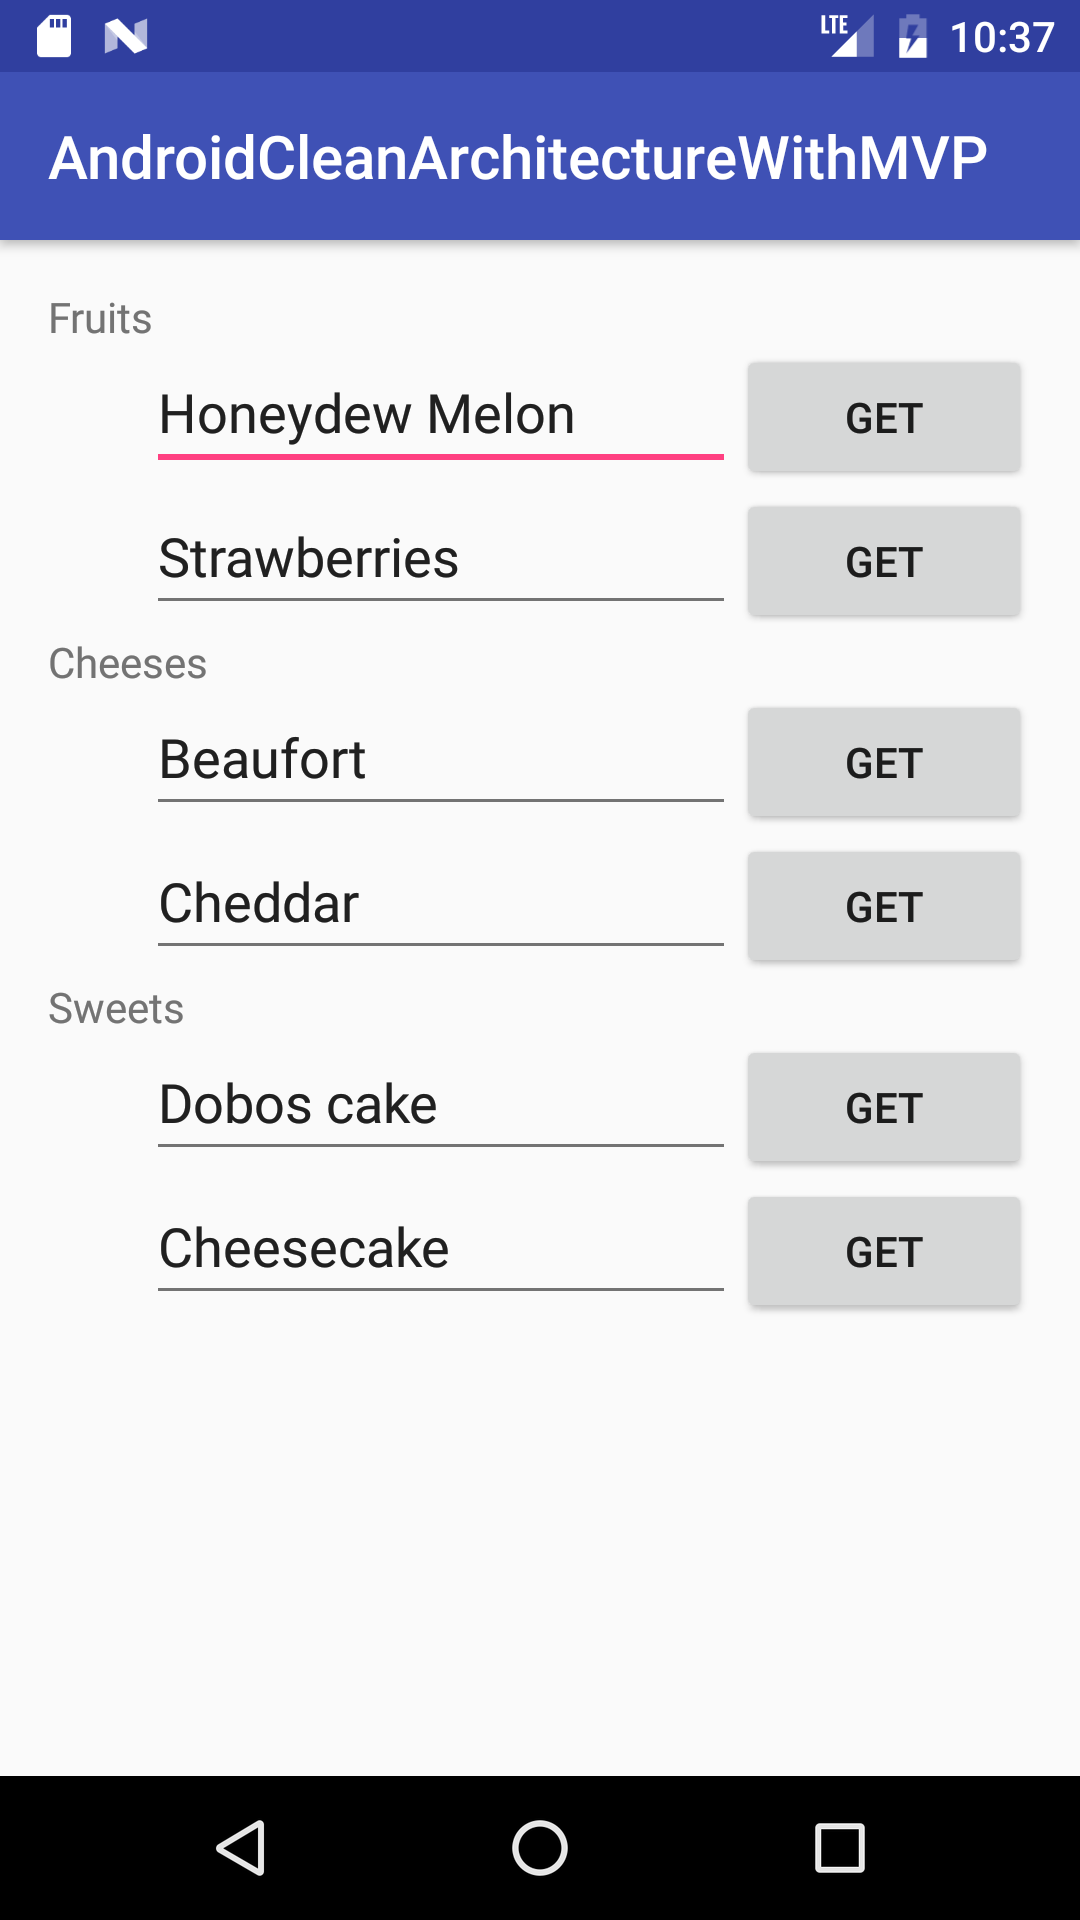 LTE 10:37
AndroidCleanArchitectureWithMVP
Fruits
Honeydew Melon GET
Strawberries GET
Cheeses
Beaufort GET
Cheddar GET
Sweets
Dobos cake GET
Cheesecake GET